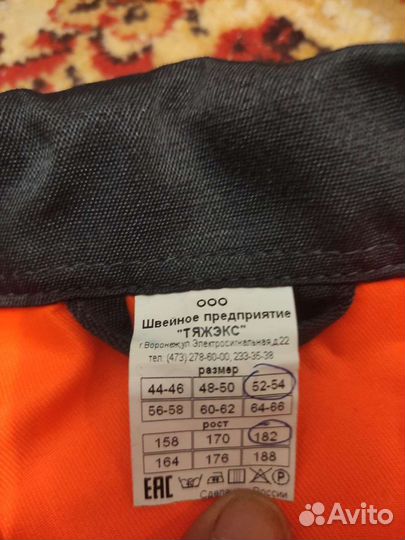 ООО
Швейное предприятие
"ТЯЖЭКС"
г.Воронеж,ул.Электросигнальная,д.22
тел. (473) 278-60-00, 233-35-38
размер
44-46 48-50 52-54
56-58 60-62 64-66
рост
158 170 182
164 176 188
EAC
Сделано в России
Avito